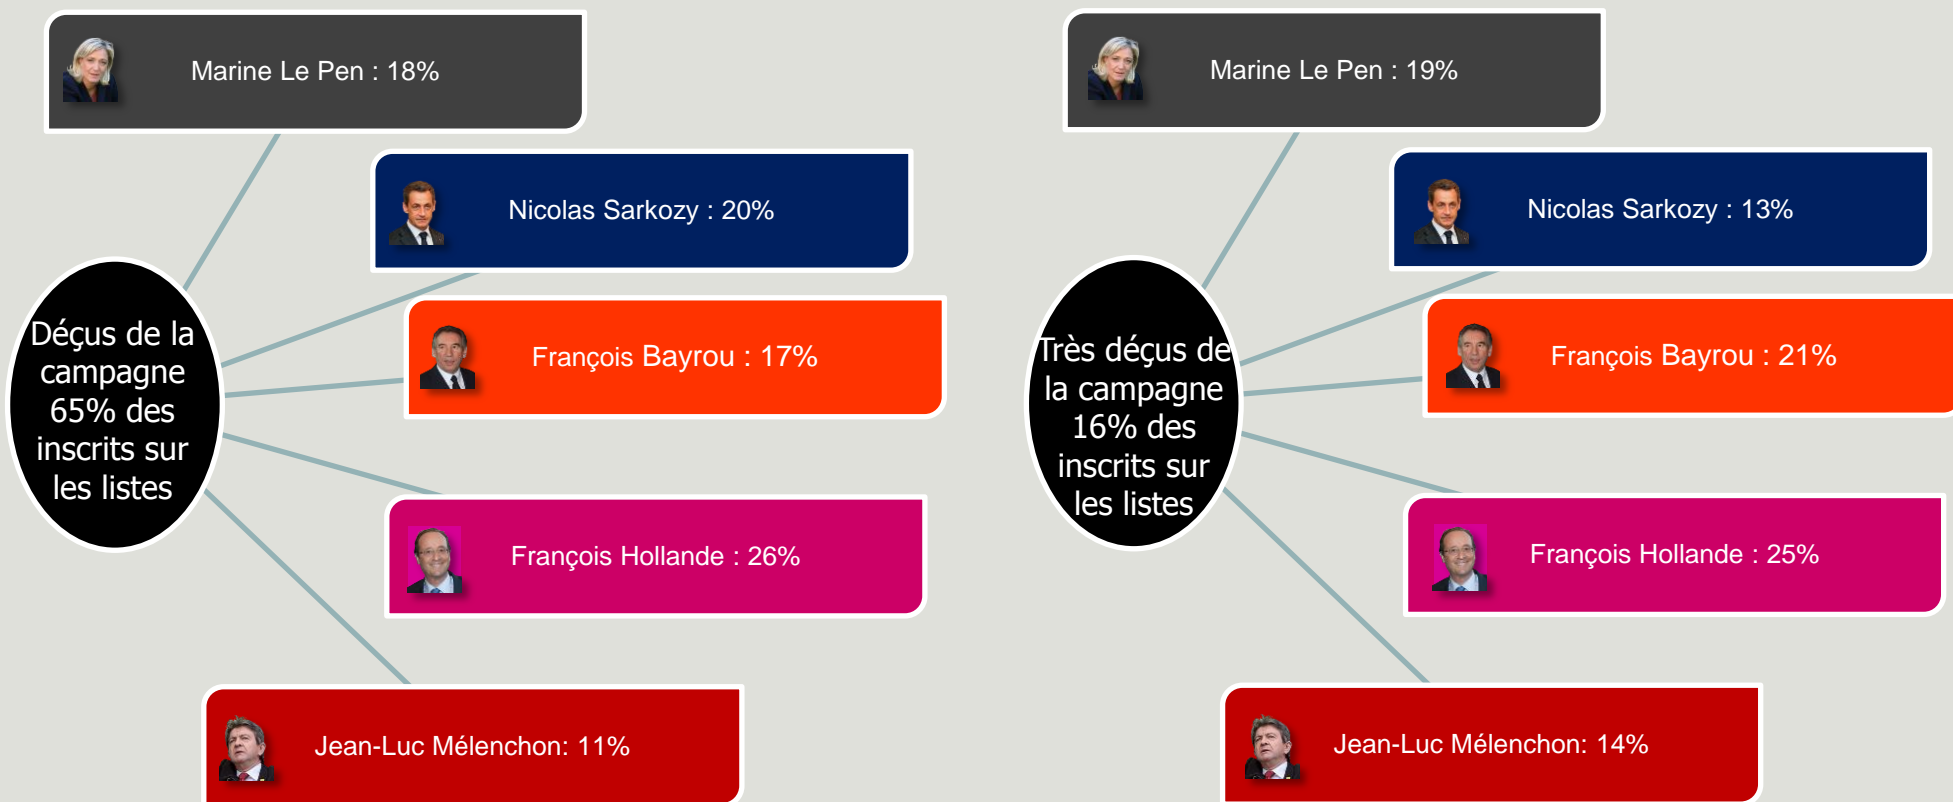 Marine Le Pen : 18%
Nicolas Sarkozy : 20%
Déçus de la
campagne
65% des
inscrits sur
les listes
François Bayrou : 17%
François Hollande : 26%
Jean-Luc Mélenchon: 11%
Marine Le Pen : 19%
Nicolas Sarkozy : 13%
Très déçus de
la campagne
16% des
inscrits sur
les listes
François Bayrou : 21%
François Hollande : 25%
Jean-Luc Mélenchon: 14%